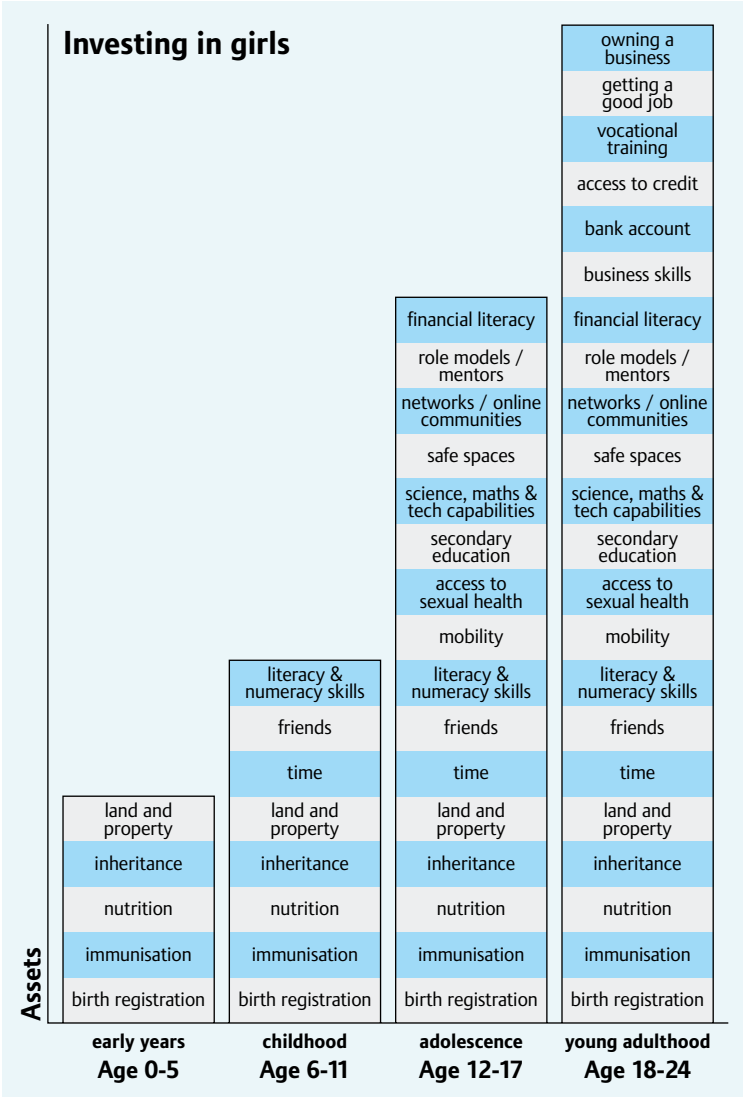 Investing in girls
Assets
land and
property
inheritance
nutrition
immunisation
birth registration
early years
Age 0-5
literacy &
numeracy skills
friends
time
land and
property
inheritance
nutrition
immunisation
birth registration
childhood
Age 6-11
financial literacy
role models /
mentors
networks / online
communities
safe spaces
science, maths &
tech capabilities
secondary
education
access to
sexual health
mobility
literacy &
numeracy skills
friends
time
land and
property
inheritance
nutrition
immunisation
birth registration
adolescence
Age 12-17
owning a
business
getting a
good job
vocational
training
access to credit
bank account
business skills
financial literacy
role models /
mentors
networks / online
communities
safe spaces
science, maths &
tech capabilities
secondary
education
access to
sexual health
mobility
literacy &
numeracy skills
friends
time
land and
property
inheritance
nutrition
immunisation
birth registration
young adulthood
Age 18-24